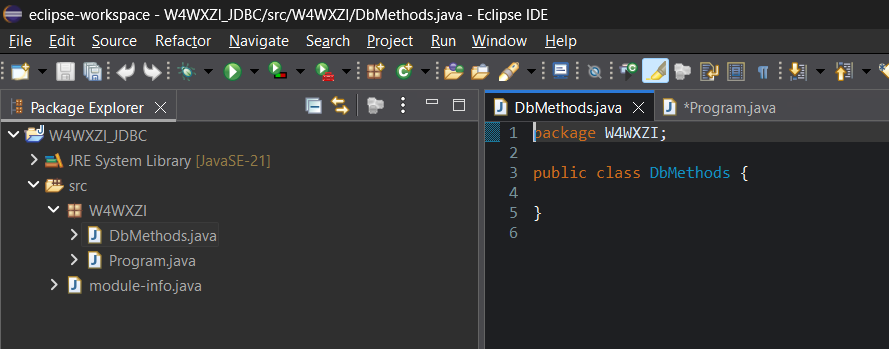 eclipse-workspace - W4WXZI_JDBC/src/W4WXZI/DbMethods.java - Eclipse IDE
File Edit Source Refactor Navigate Search Project Run Window Help
Package Explorer
W4WXZI_JDBC
JRE System Library [JavaSE-21]
src
W4WXZI
DbMethods.java
Program.java
module-info.java
DbMethods.java *Program.java
1 package W4WXZI;
2
3 public class DbMethods {
4
5 }
6